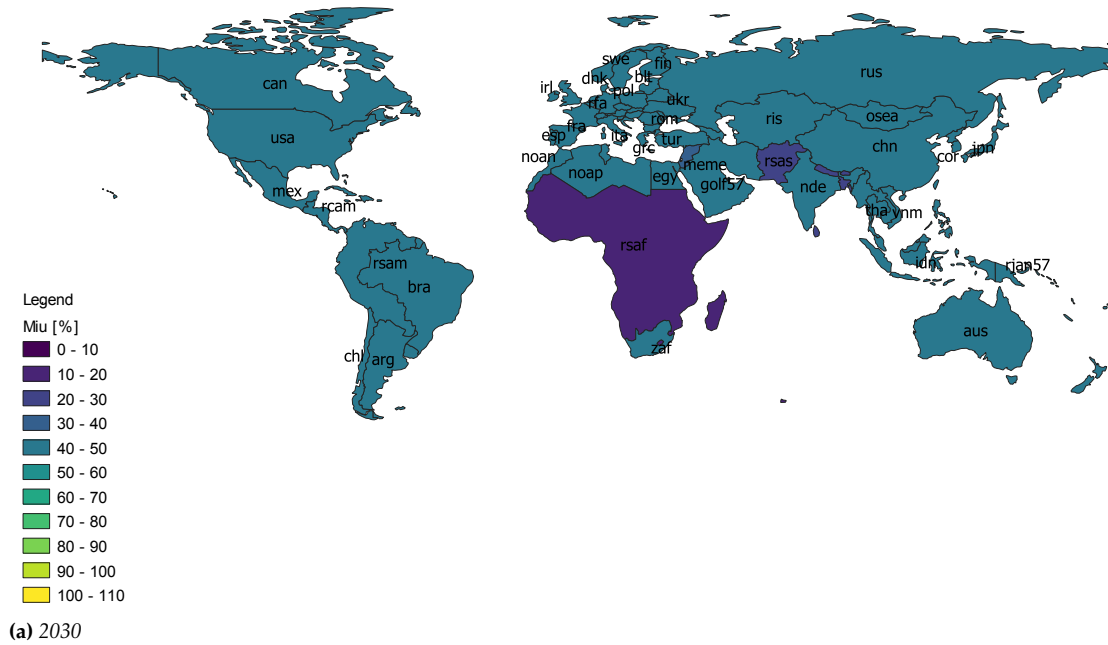 swe
fin
can
dnk
blt
rus
irl
pol
rfa
ukr
fra
rom
ris
osea
usa
esp
ita
tur
chn
jpn
noan
grc
cor
noap
egy
meme
rsas
golf57
nde
mex
rcam
tha
vnm
rsaf
rsam
idn
rjan57
bra
aus
zaf
chl
arg
Legend
Miu [%]
0 - 10
10 - 20
20 - 30
30 - 40
40 - 50
50 - 60
60 - 70
70 - 80
80 - 90
90 - 100
100 - 110
(a) 2030